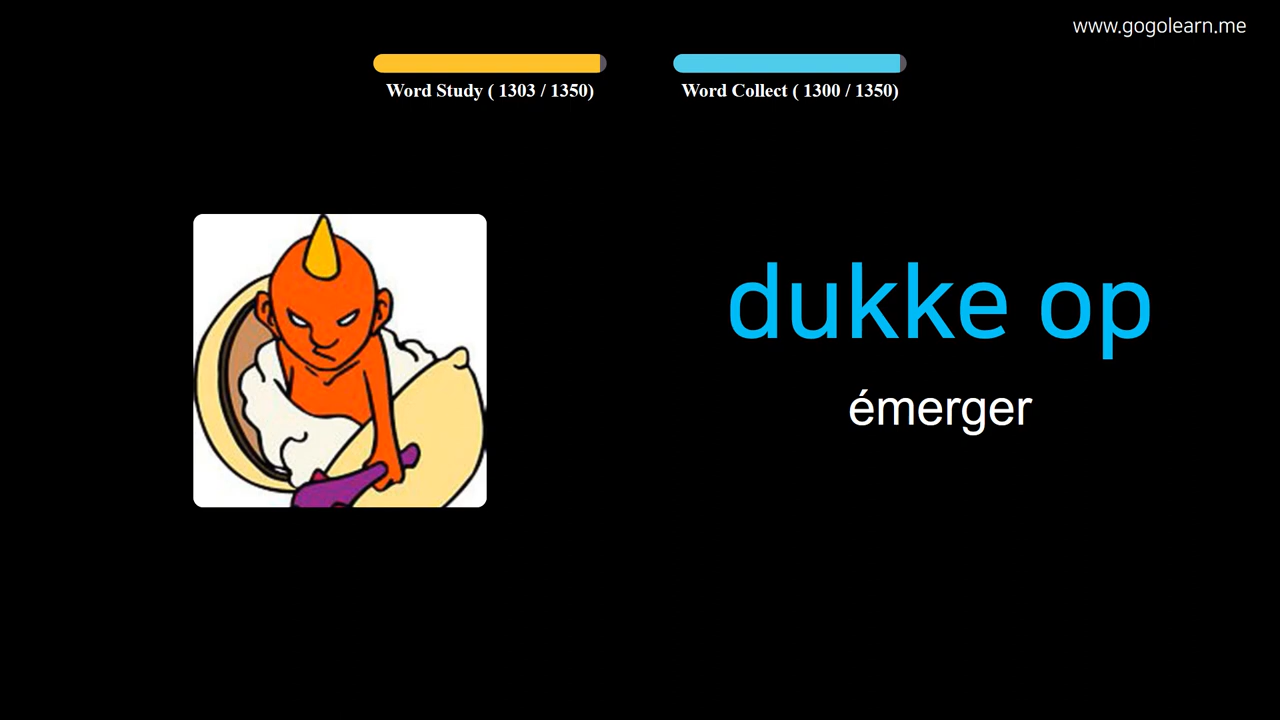 www.gogolearn.me
Word Study ( 1303 / 1350)
Word Collect ( 1300 / 1350)
dukke op
émerger